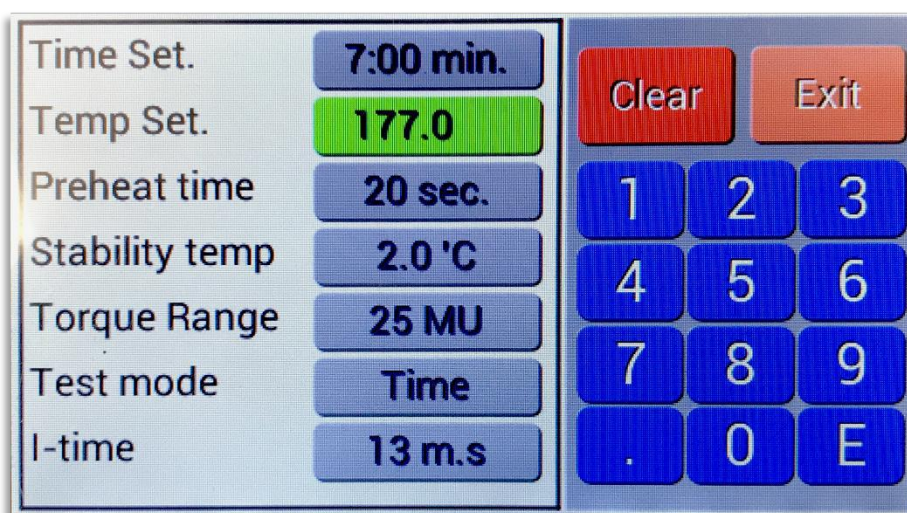 Time Set. 7:00 min.
Temp Set. 177.0
Preheat time 20 sec.
Stability temp 2.0 'C
Torque Range 25 MU
Test mode Time
I-time 13 m.s
Clear Exit
1 2 3
4 5 6
7 8 9
. 0 E